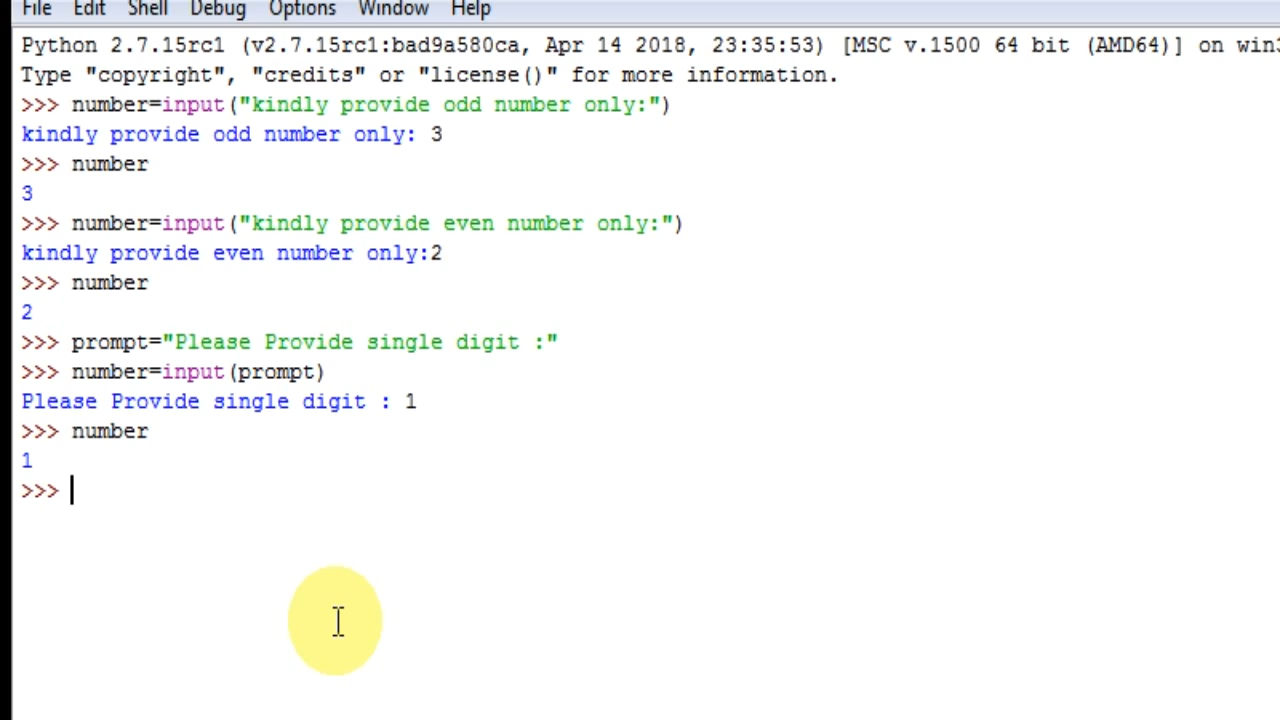 File Edit Shell Debug Options Window Help
Python 2.7.15rc1 (v2.7.15rc1:bad9a580ca, Apr 14 2018, 23:35:53) [MSC v.1500 64 bit (AMD64)] on
Type "copyright", "credits" or "license()" for more information.
>>> number=input("kindly provide odd number only:")
kindly provide odd number only: 3
>>> number
3
>>> number=input("kindly provide even number only:")
kindly provide even number only:2
>>> number
2
>>> prompt="Please Provide single digit :"
>>> number=input(prompt)
Please Provide single digit : 1
>>> number
1
>>>